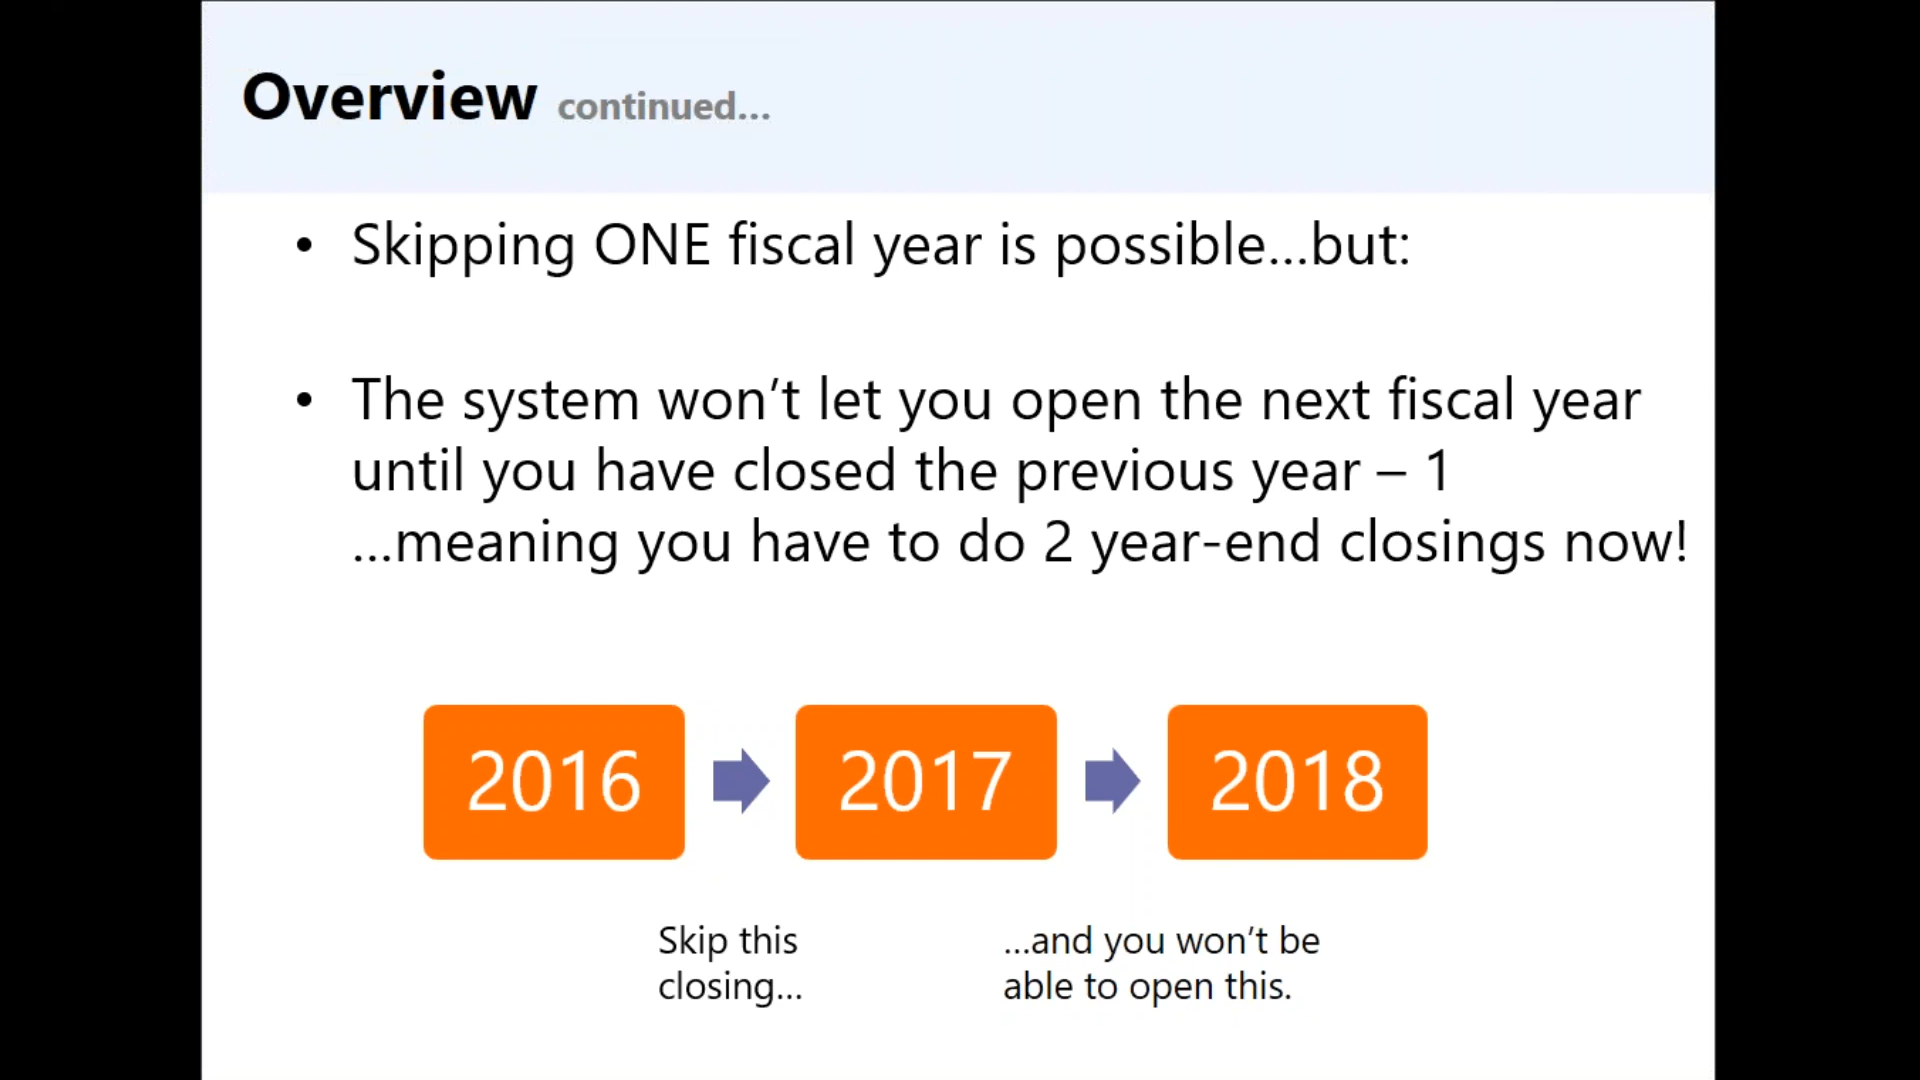 Overview continued...
• Skipping ONE fiscal year is possible...but:
• The system won’t let you open the next fiscal year
until you have closed the previous year – 1
...meaning you have to do 2 year-end closings now!
2016
2017
2018
Skip this
closing...
...and you won’t be
able to open this.